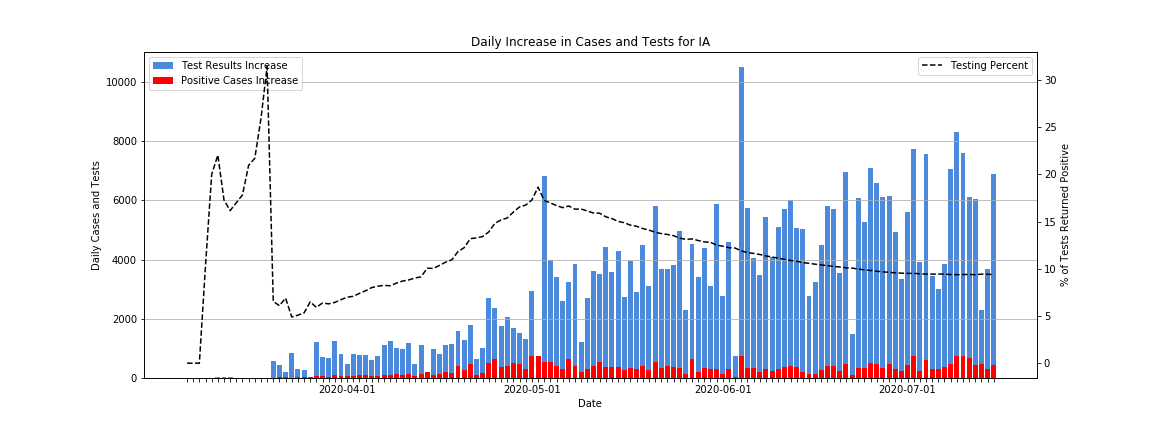 Daily Increase in Cases and Tests for IA
Test Results Increase
Positive Cases Increase
Testing Percent
10000
8000
6000
4000
2000
0
Daily Cases and Tests
30
25
20
15
10
5
0
% of Tests Returned Positive
2020-04-01
2020-05-01
2020-06-01
2020-07-01
Date